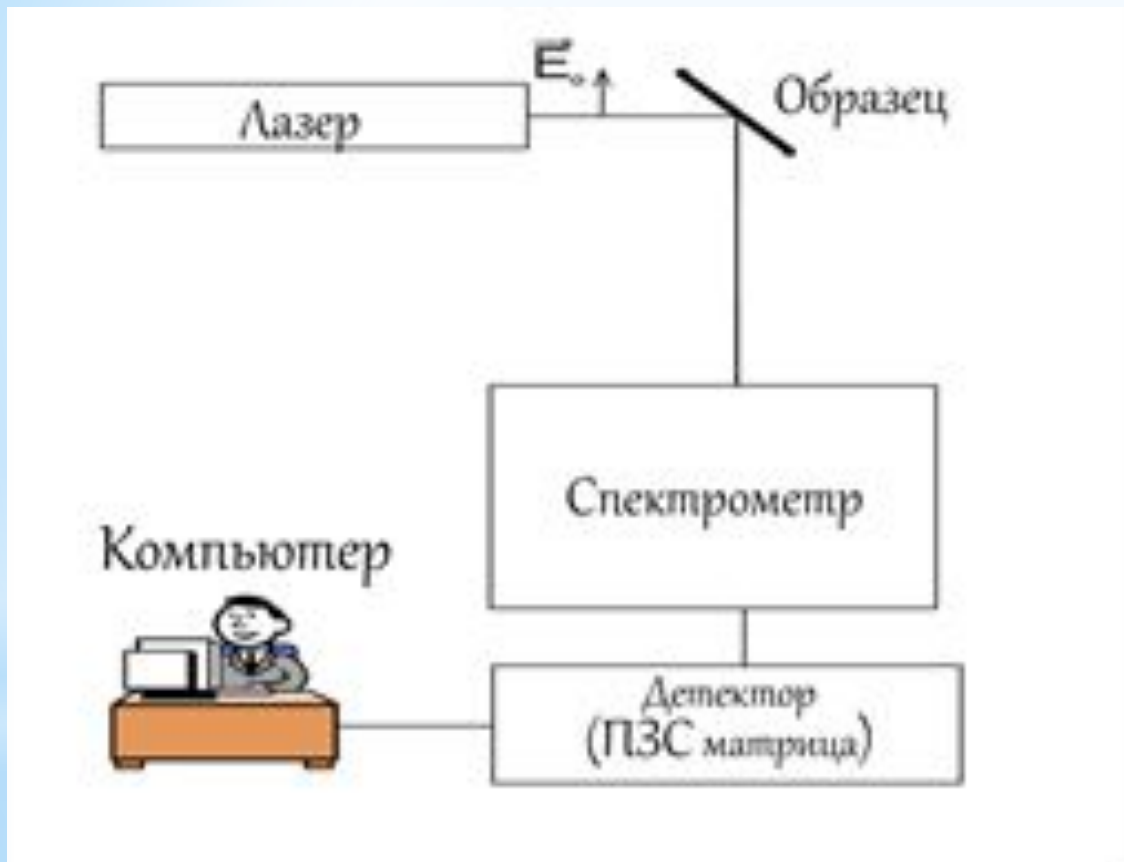 E₀
Образец
Лазер
Спектрометр
Компьютер
Детектор
(ПЗС матрица)